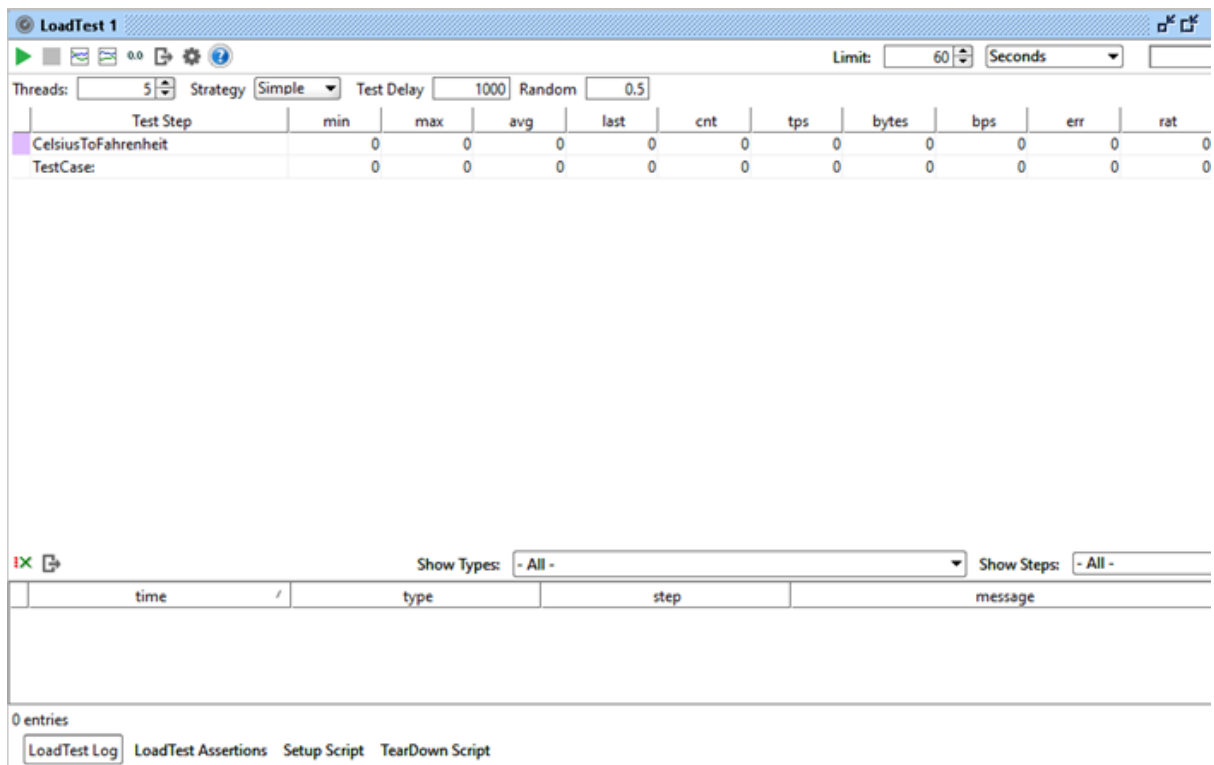 LoadTest 1
0.0 ? Limit: 60 Seconds
Threads: 5 Strategy Simple Test Delay 1000 Random 0.5
Test Step min max avg last cnt tps bytes bps err rat
CelsiusToFahrenheit 0 0 0 0 0 0 0 0 0 0
TestCase: 0 0 0 0 0 0 0 0 0 0
Show Types: - All - Show Steps: - All -
time / type step message
0 entries
LoadTest Log LoadTest Assertions Setup Script TearDown Script